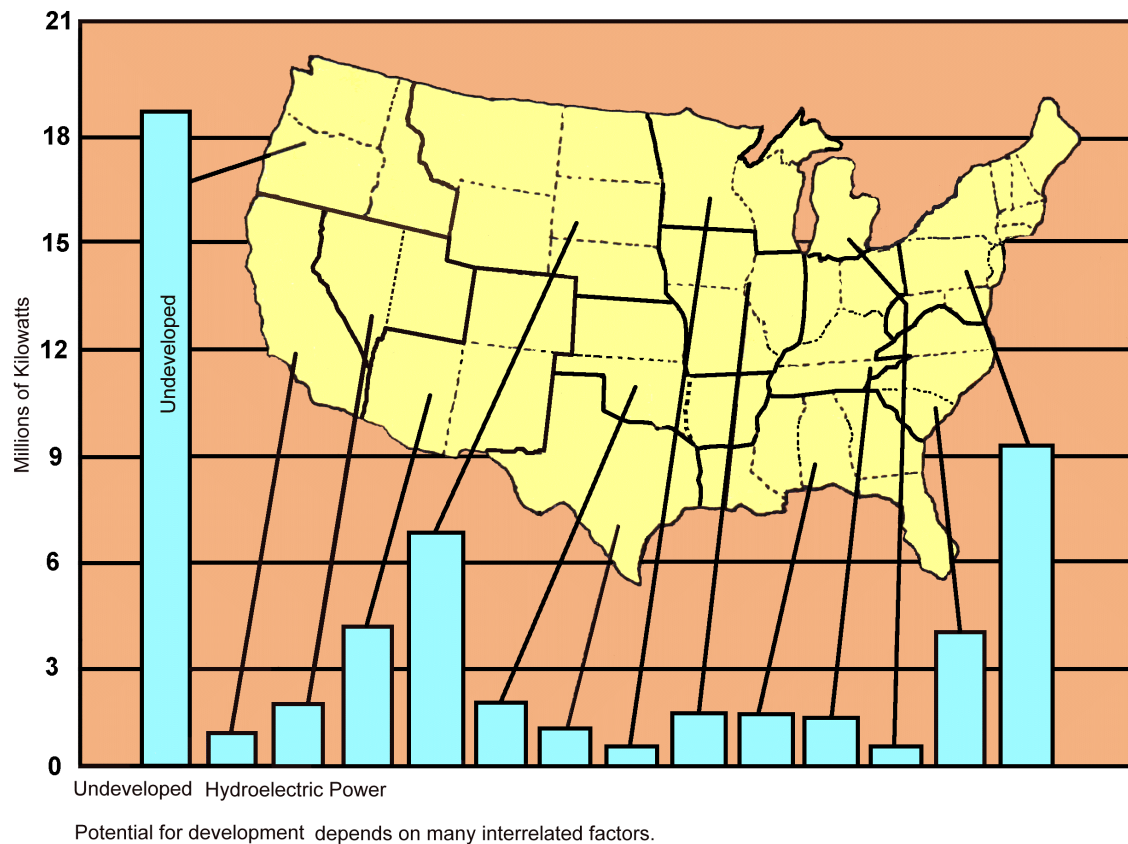 21
18
15
12
9
6
3
0
Millions of Kilowatts
Undeveloped
Undeveloped Hydroelectric Power
Potential for development depends on many interrelated factors.